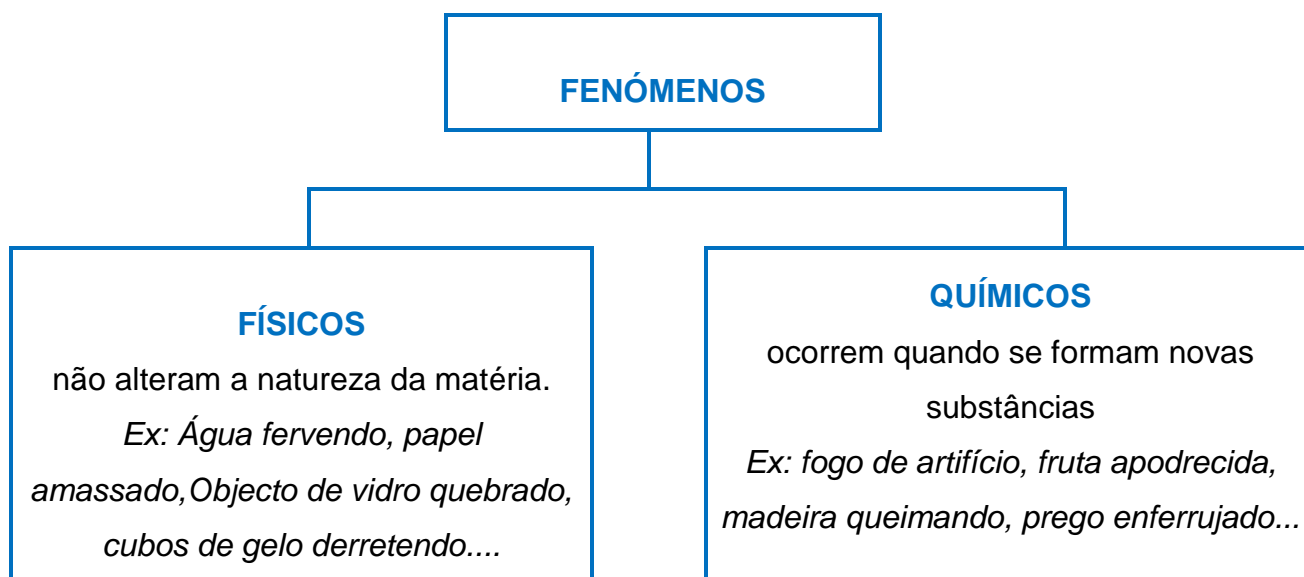 FENÓMENOS
FÍSICOS
não alteram a natureza da matéria.
Ex: Água fervendo, papel
amassado,Objecto de vidro quebrado,
cubos de gelo derretendo....
QUÍMICOS
ocorrem quando se formam novas
substâncias
Ex: fogo de artifício, fruta apodrecida,
madeira queimando, prego enferrujado...